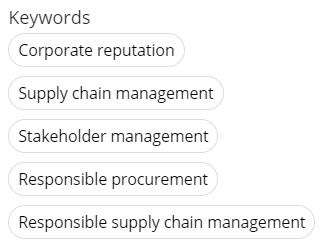 Keywords
Corporate reputation
Supply chain management
Stakeholder management
Responsible procurement
Responsible supply chain management